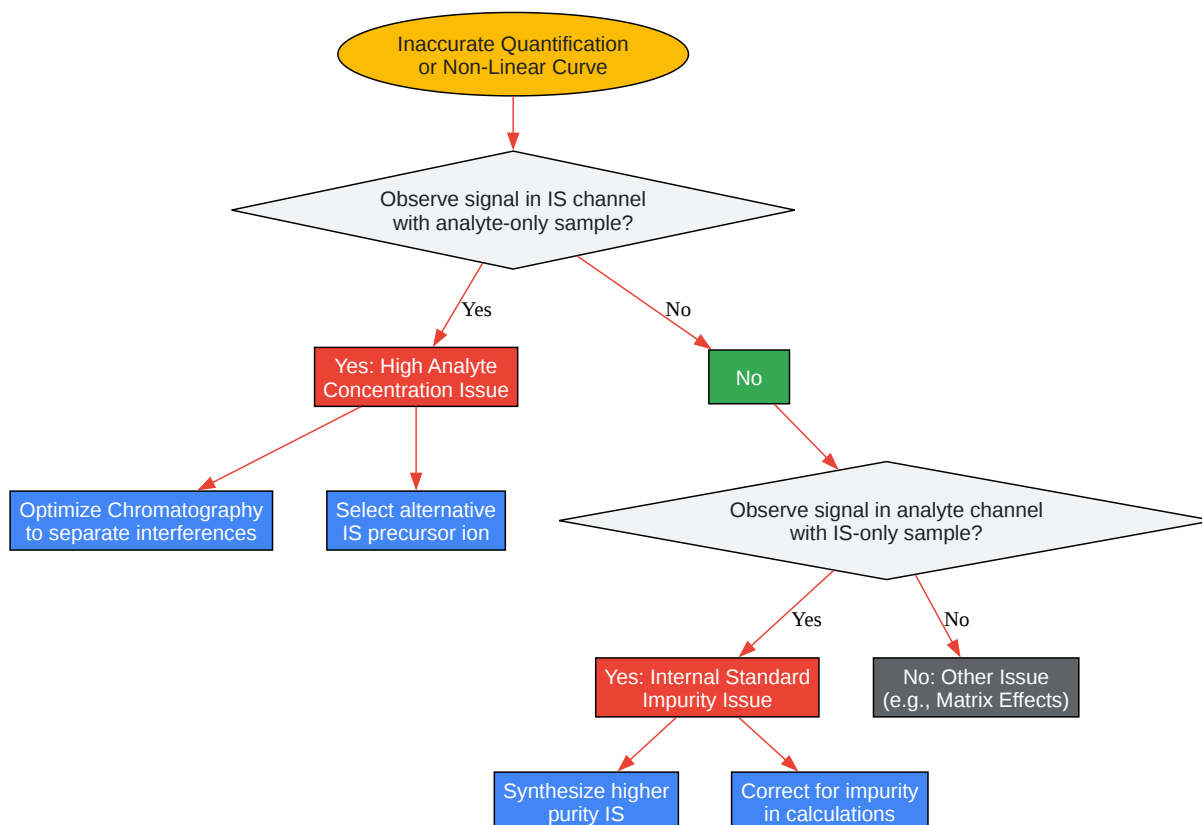 Inaccurate Quantification
or Non-Linear Curve
Observe signal in IS channel
with analyte-only sample?
Yes
No
Yes: High Analyte
Concentration Issue
No
Optimize Chromatography
to separate interferences
Select alternative
IS precursor ion
Observe signal in analyte channel
with IS-only sample?
Yes
No
Yes: Internal Standard
Impurity Issue
No: Other Issue
(e.g., Matrix Effects)
Synthesize higher
purity IS
Correct for impurity
in calculations